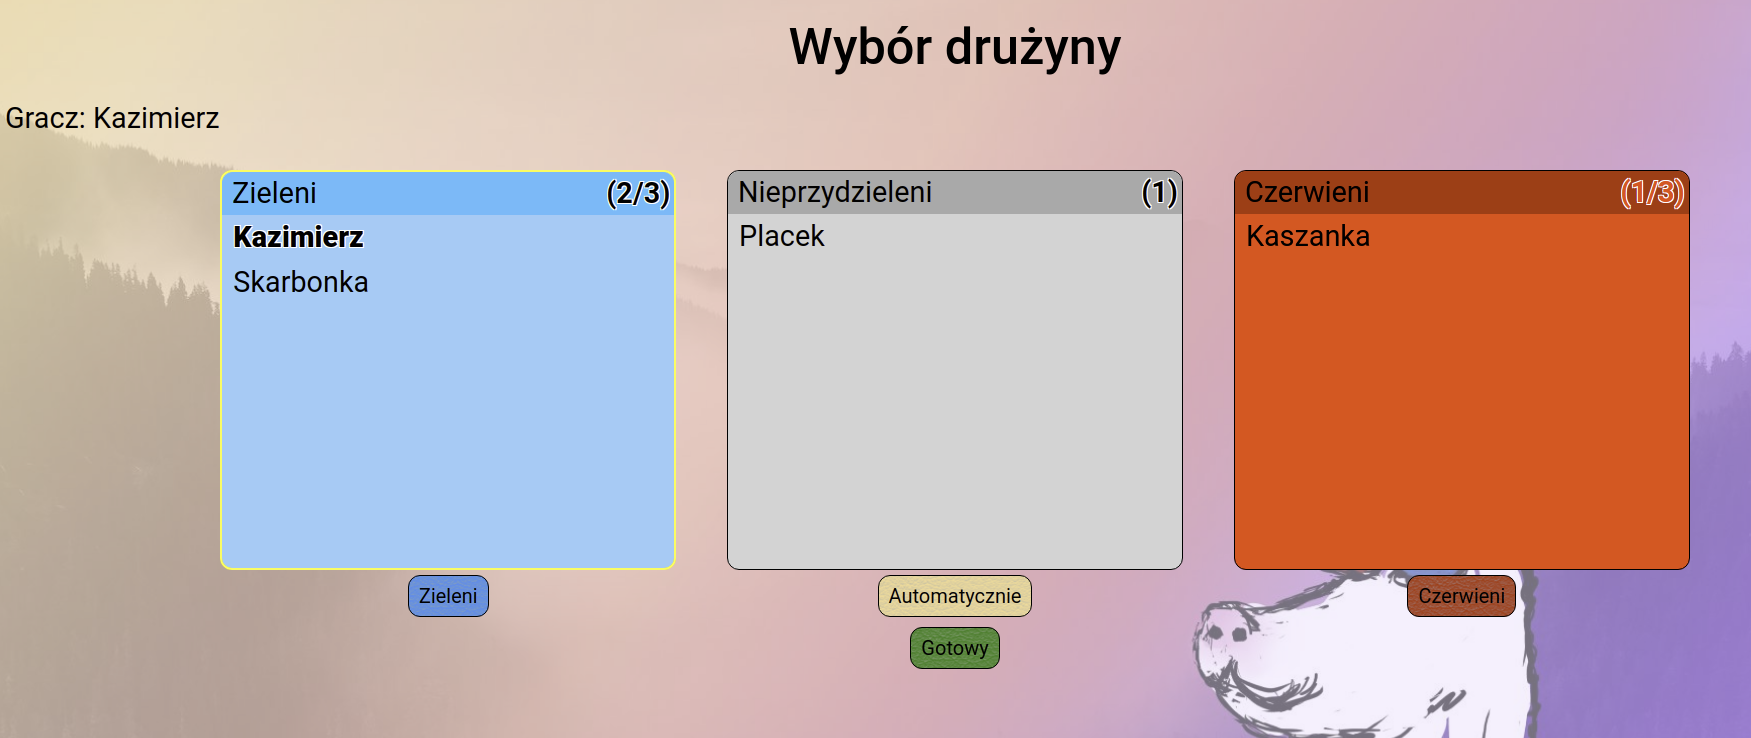 Wybór drużyny
Gracz: Kazimierz
Zieleni (2/3)
Kazimierz
Skarbonka
Zieleni
Nieprzydzieleni (1)
Placek
Automatycznie
Gotowy
Czerwieni (1/3)
Kaszanka
Czerwieni